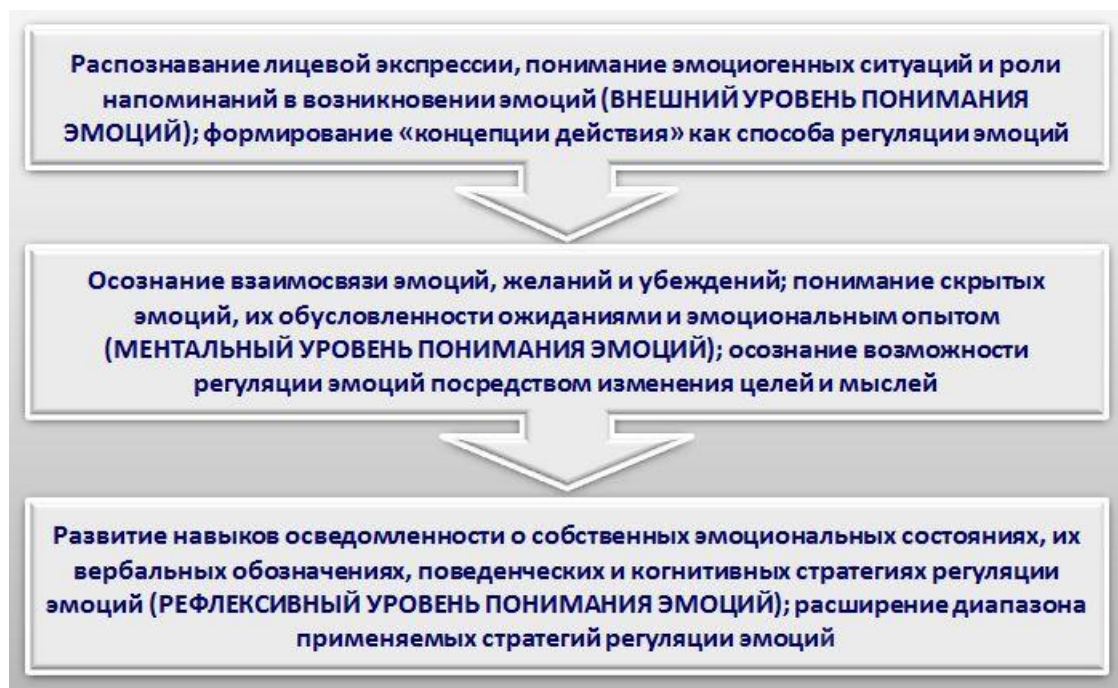 Распознавание лицевой экспрессии, понимание эмоциогенных ситуаций и роли
напоминаний в возникновении эмоций (ВНЕШНИЙ УРОВЕНЬ ПОНИМАНИЯ
ЭМОЦИЙ); формирование «концепции действия» как способа регуляции эмоций
Осознание взаимосвязи эмоций, желаний и убеждений; понимание скрытых
эмоций, их обусловленности ожиданиями и эмоциональным опытом
(МЕНТАЛЬНЫЙ УРОВЕНЬ ПОНИМАНИЯ ЭМОЦИЙ); осознание возможности
регуляции эмоций посредством изменения целей и мыслей
Развитие навыков осведомленности о собственных эмоциональных состояниях, их
вербальных обозначениях, поведенческих и когнитивных стратегиях регуляции
эмоций (РЕФЛЕКСИВНЫЙ УРОВЕНЬ ПОНИМАНИЯ ЭМОЦИЙ); расширение диапазона
применяемых стратегий регуляции эмоций